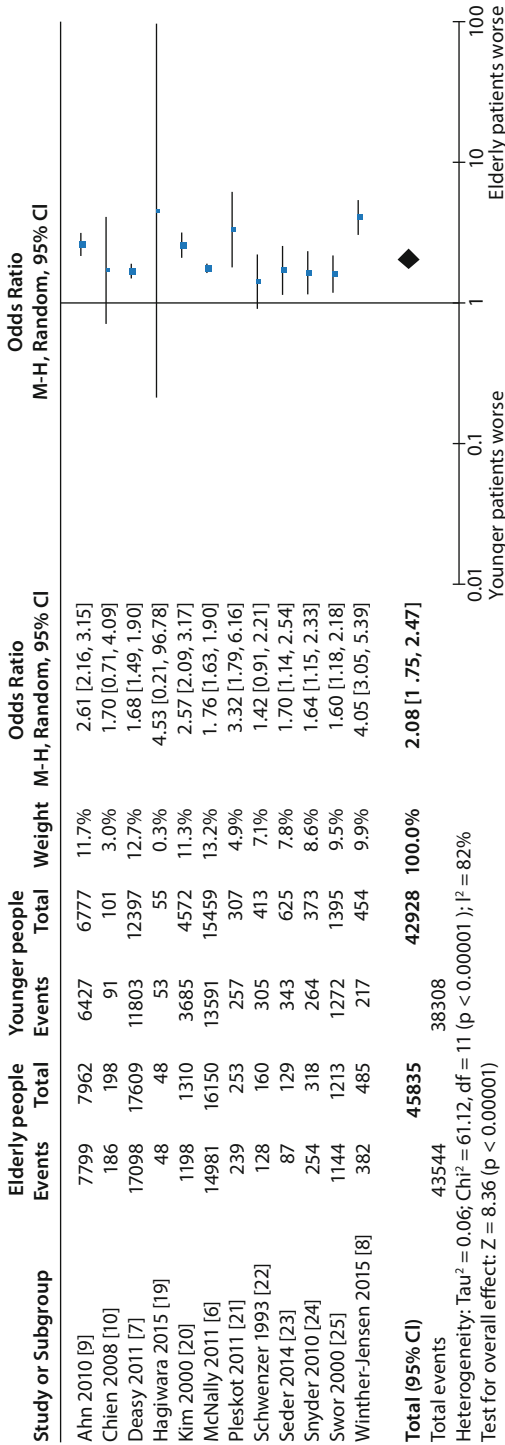 Elderly people Younger people Odds Ratio Odds Ratio
Study or Subgroup Events Total Events Total Weight M-H, Random, 95% CI M-H, Random, 95% CI
Ahn 2010 [9] 7799 7962 6427 6777 11.7% 2.61 [2.16, 3.15]
Chien 2008 [10] 186 198 91 101 3.0% 1.70 [0.71, 4.09]
Deasy 2011 [7] 17098 17609 11803 12397 12.7% 1.68 [1.49, 1.90]
Hagiwara 2015 [19] 48 48 53 55 0.3% 4.53 [0.21, 96.78]
Kim 2000 [20] 1198 1310 3685 4572 11.3% 2.57 [2.09, 3.17]
McNally 2011 [6] 14981 16150 13591 15459 13.2% 1. 76 [1.63, 1.90]
Pleskot 2011 [21] 239 253 257 307 4.9% 3.32 [1.79, 6.16]
Schwenzer 1993 [22] 128 160 305 413 7.1% 1.42 [0.91, 2.21]
Seder 2014 [23] 87 129 343 625 7.8% 1.70 [1.14, 2.54]
Snyder 2010 [24] 254 318 264 373 8.6% 1.64 [1.15, 2.33]
Swor 2000 [25] 1144 1213 1272 1395 9.5% 1.60 [1.18, 2.18]
Winther-Jensen 2015 [8] 382 485 217 454 9.9% 4.05 [3.05, 5.39]
Total (95% CI) 45835 42928 100.0% 2.08 [1 .75, 2.47]
Total events 43544 38308
Heterogeneity: Tau² = 0.06; Chi² = 61.12, df = 11 (p < 0.00001 ); I² = 82%
Test for overall effect: Z = 8.36 (p < 0.00001)
0.01 0.1 1 10 100
Younger patients worse Elderly patients worse